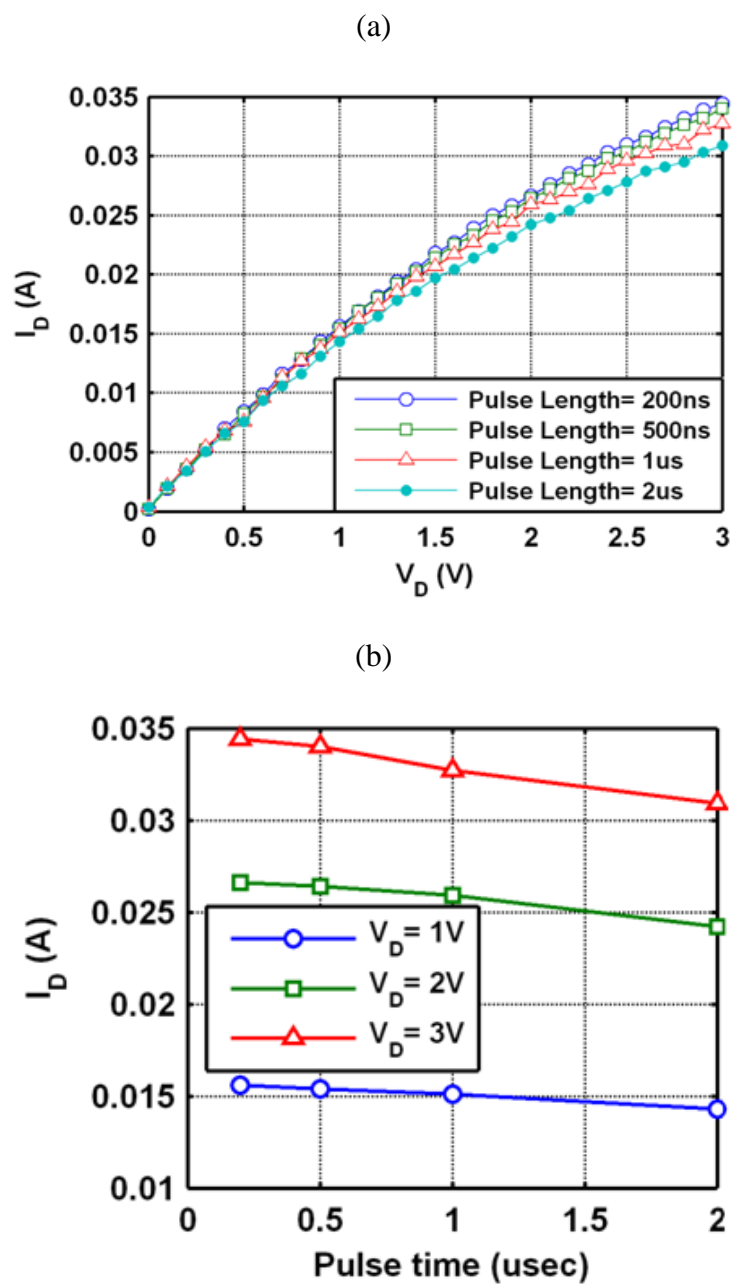 (a)
0.035
0.03
0.025
0.02
0.015
0.01
0.005
0
I_D (A)
0 0.5 1 1.5 2 2.5 3
V_D (V)
Pulse Length= 200ns
Pulse Length= 500ns
Pulse Length= 1us
Pulse Length= 2us
(b)
0.035
0.03
0.025
0.02
0.015
0.01
I_D (A)
V_D= 1V
V_D= 2V
V_D= 3V
0 0.5 1 1.5 2
Pulse time (usec)